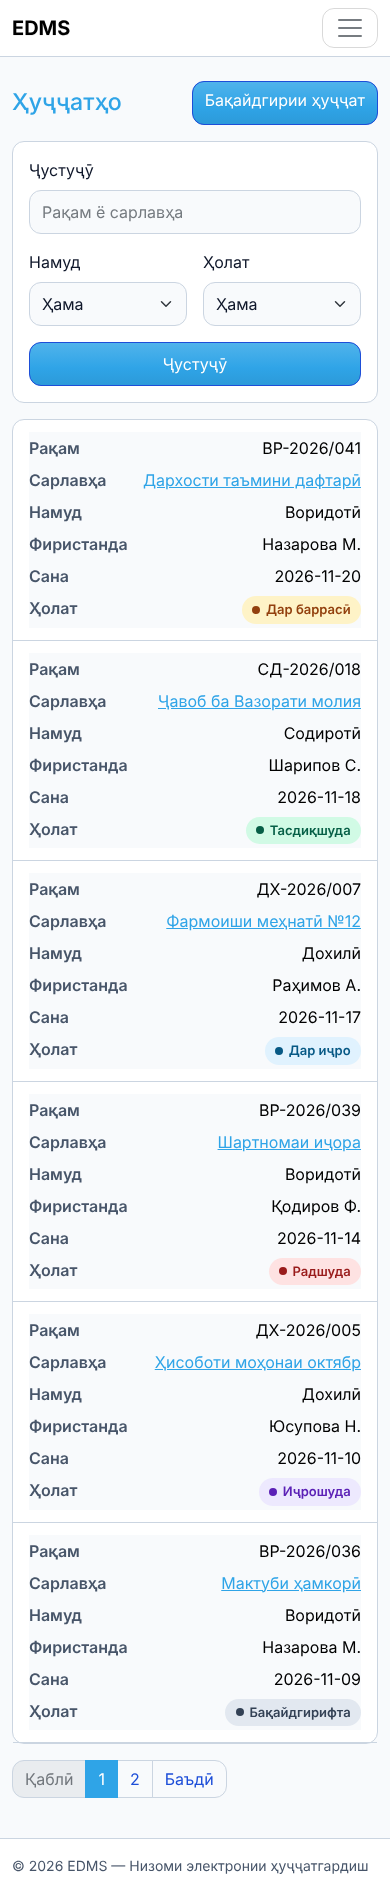 EDMS
Ҳуҷҷатҳо
Бақайдгирии ҳуҷҷат
Ҷустуҷӯ
Рақам ё сарлавҳа
Намуд
Ҳолат
Ҳама
Ҳама
Ҷустуҷӯ
Рақам ВР-2026/041
Сарлавҳа Дархости таъмини дафтарӣ
Намуд Воридотӣ
Фиристанда Назарова М.
Сана 2026-11-20
Ҳолат Дар баррасӣ
Рақам СД-2026/018
Сарлавҳа Ҷавоб ба Вазорати молия
Намуд Содиротӣ
Фиристанда Шарипов С.
Сана 2026-11-18
Ҳолат Тасдиқшуда
Рақам ДХ-2026/007
Сарлавҳа Фармоиши меҳнатӣ №12
Намуд Дохилӣ
Фиристанда Раҳимов А.
Сана 2026-11-17
Ҳолат Дар иҷро
Рақам ВР-2026/039
Сарлавҳа Шартномаи иҷора
Намуд Воридотӣ
Фиристанда Қодиров Ф.
Сана 2026-11-14
Ҳолат Радшуда
Рақам ДХ-2026/005
Сарлавҳа Ҳисоботи моҳонаи октябр
Намуд Дохилӣ
Фиристанда Юсупова Н.
Сана 2026-11-10
Ҳолат Иҷрошуда
Рақам ВР-2026/036
Сарлавҳа Мактуби ҳамкорӣ
Намуд Воридотӣ
Фиристанда Назарова М.
Сана 2026-11-09
Ҳолат Бақайдгирифта
Қаблӣ 1 2 Баъдӣ
© 2026 EDMS — Низоми электронии ҳуҷҷатгардиш